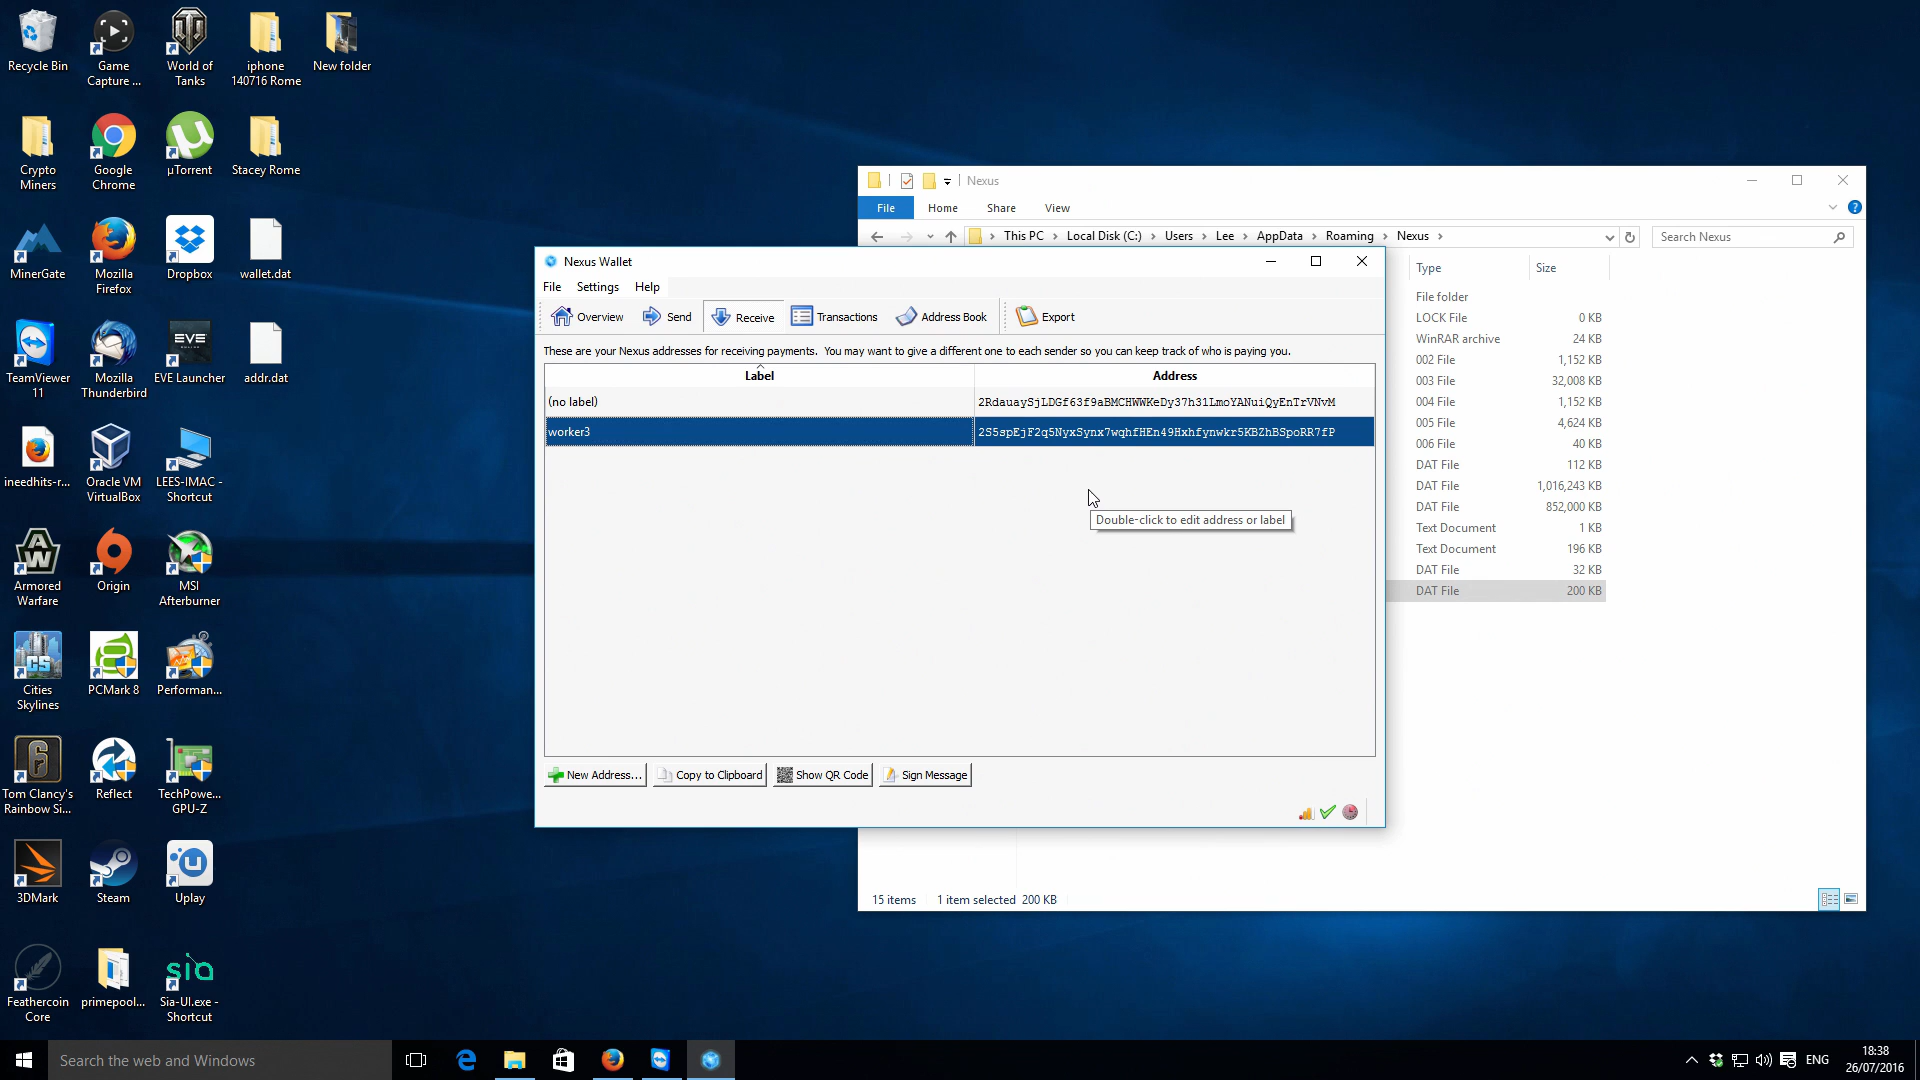 Recycle Bin
Game
Capture ...
World of
Tanks
iphone
140716 Rome
New folder
Crypto
Miners
Google
Chrome
µTorrent
Stacey Rome
MinerGate
Mozilla
Firefox
Dropbox
wallet.dat
TeamViewer
11
Mozilla
Thunderbird
EVE
EVE Launcher
addr.dat
ineedhits-r...
Oracle VM
VirtualBox
LEES-IMAC -
Shortcut
AW
Armored
Warfare
Origin
MSI
Afterburner
CS
Cities
Skylines
PCMark 8
Performan...
6
Tom Clancy's
Rainbow Si...
Reflect
TechPowe...
GPU-Z
3DMark
Steam
Uplay
Feathercoin
Core
primepool...
sia
Sia-UI.exe -
Shortcut
Nexus
File
Home
Share
View
This PC
Local Disk (C:)
Users
Lee
AppData
Roaming
Nexus
Search Nexus
Type
Size
File folder
LOCK File
0 KB
WinRAR archive
24 KB
002 File
1,152 KB
003 File
32,008 KB
004 File
1,152 KB
005 File
4,624 KB
006 File
40 KB
DAT File
112 KB
DAT File
1,016,243 KB
DAT File
852,000 KB
Text Document
1 KB
Text Document
196 KB
DAT File
32 KB
DAT File
200 KB
15 items
1 item selected 200 KB
Nexus Wallet
File
Settings
Help
Overview
Send
Receive
Transactions
Address Book
Export
These are your Nexus addresses for receiving payments. You may want to give a different one to each sender so you can keep track of who is paying you.
Label
Address
(no label)
2RdauaySjLDGf63f9aBMCHWWKeDy37h31LmoYANuiQyEnTrVNvM
worker3
2S5spEjF2q5NyxSynx7wqhfHEn49Hxhfynwkr5KBZhBSpoRR7fP
Double-click to edit address or label
New Address...
Copy to Clipboard
Show QR Code
Sign Message
Search the web and Windows
ENG
18:38
26/07/2016